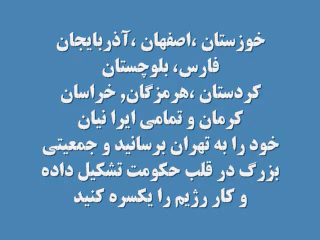 خوزستان ،اصفهان ،آذربایجان
فارس، بلوچستان
کردستان ،هرمزگان, خراسان
کرمان و تمامی ایرا نیان
خود را به تهران برسانید و جمعیتی
بزرگ در قلب حکومت تشکیل داده
و کار رژیم را یکسره کنید